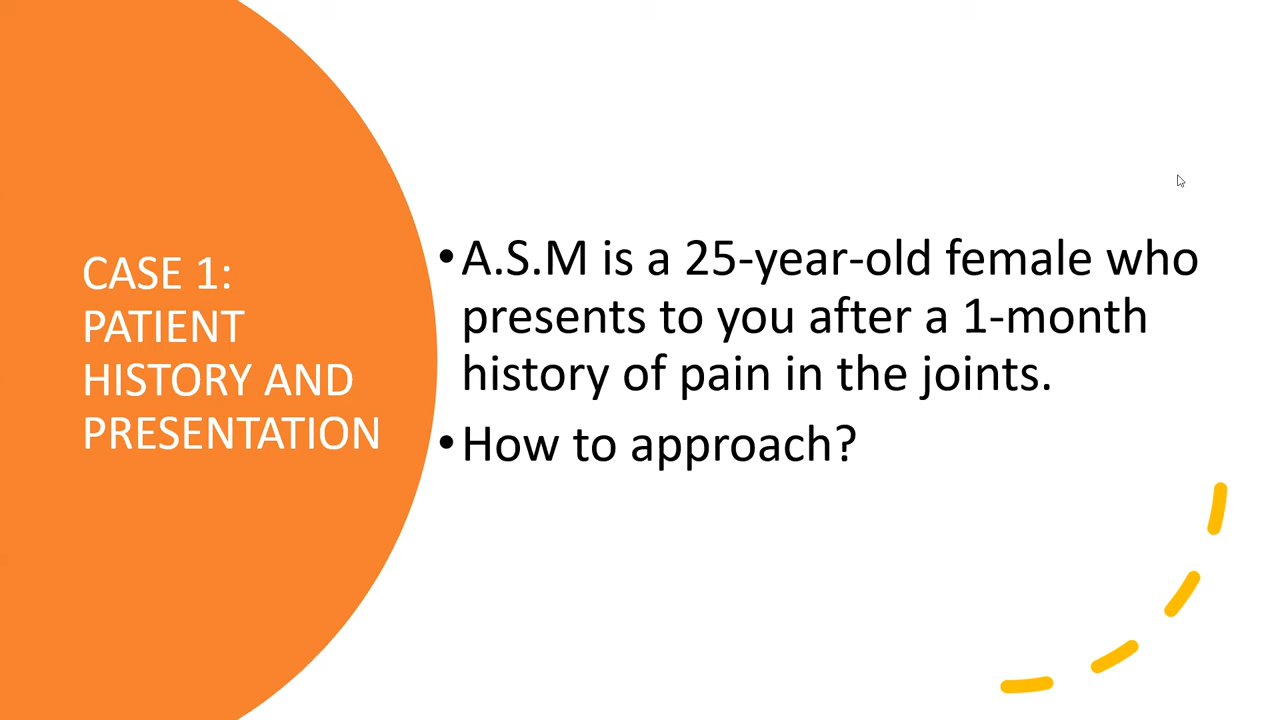 CASE 1:
PATIENT
HISTORY AND
PRESENTATION
•A.S.M is a 25-year-old female who
presents to you after a 1-month
history of pain in the joints.
•How to approach?